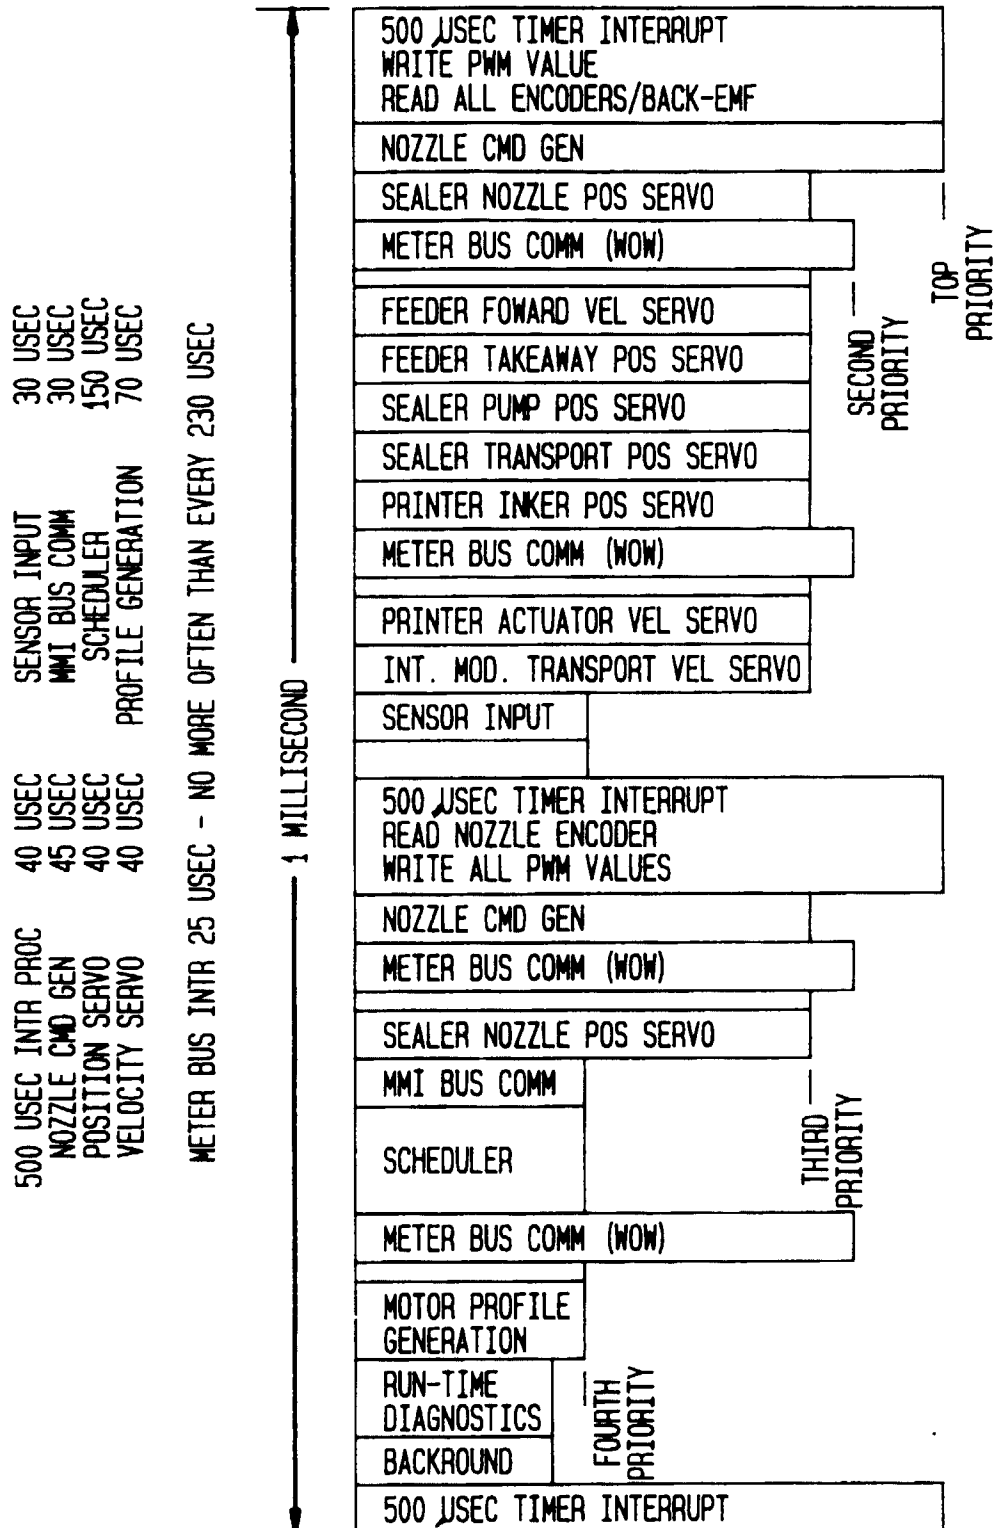 500 µSEC TIMER INTERRUPT
WRITE PWM VALUE
READ ALL ENCODERS/BACK-EMF
NOZZLE CMD GEN
SEALER NOZZLE POS SERVO
METER BUS COMM (WOW)
FEEDER FOWARD VEL SERVO
FEEDER TAKEAWAY POS SERVO
SEALER PUMP POS SERVO
SEALER TRANSPORT POS SERVO
PRINTER INKER POS SERVO
METER BUS COMM (WOW)
PRINTER ACTUATOR VEL SERVO
INT. MOD. TRANSPORT VEL SERVO
SENSOR INPUT
500 µSEC TIMER INTERRUPT
READ NOZZLE ENCODER
WRITE ALL PWM VALUES
NOZZLE CMD GEN
METER BUS COMM (WOW)
SEALER NOZZLE POS SERVO
MMI BUS COMM
SCHEDULER
METER BUS COMM (WOW)
MOTOR PROFILE
GENERATION
RUN-TIME
DIAGNOSTICS
BACKROUND
500 µSEC TIMER INTERRUPT
TOP
PRIORITY
SECOND
PRIORITY
THIRD
PRIORITY
FOURTH
PRIORITY
1 MILLISECOND
500 USEC INTR PROC 40 USEC SENSOR INPUT 30 USEC
NOZZLE CMD GEN 45 USEC MMI BUS COMM 30 USEC
POSITION SERVO 40 USEC SCHEDULER 150 USEC
VELOCITY SERVO 40 USEC PROFILE GENERATION 70 USEC
METER BUS INTR 25 USEC - NO MORE OFTEN THAN EVERY 230 USEC